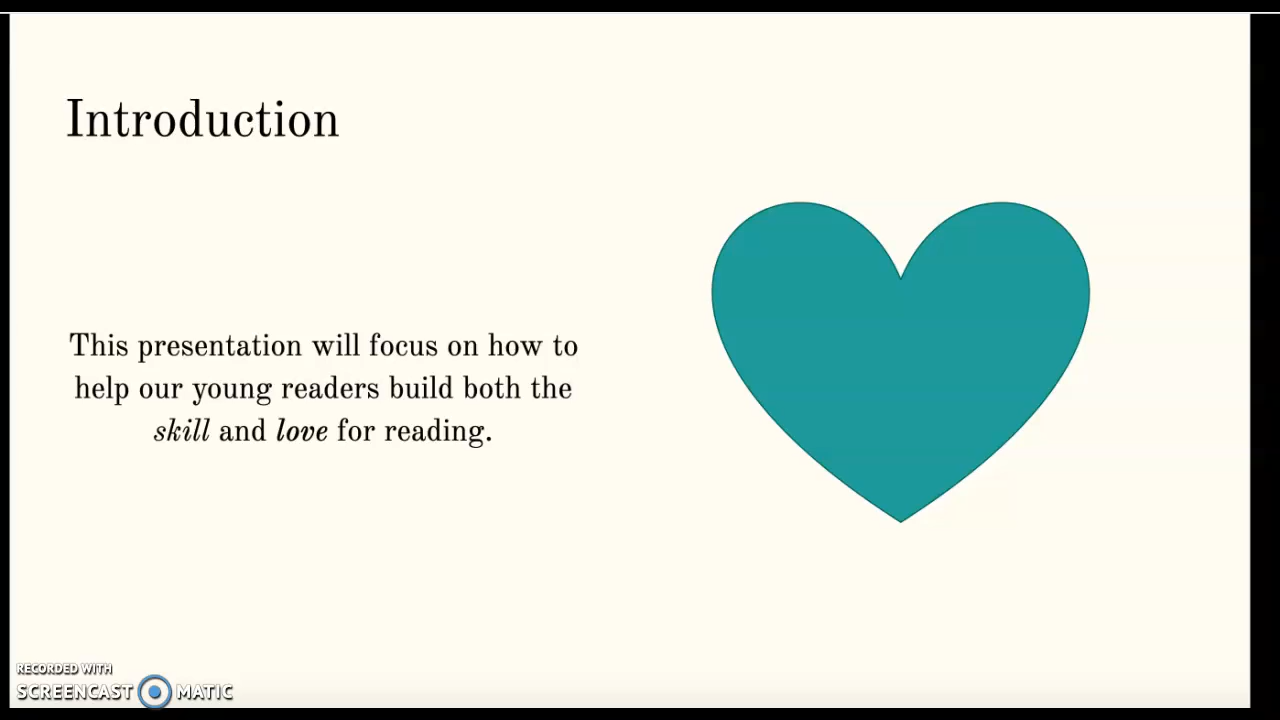 Introduction
This presentation will focus on how to
help our young readers build both the
skill and love for reading.
RECORDED WITH
SCREENCAST MATIC